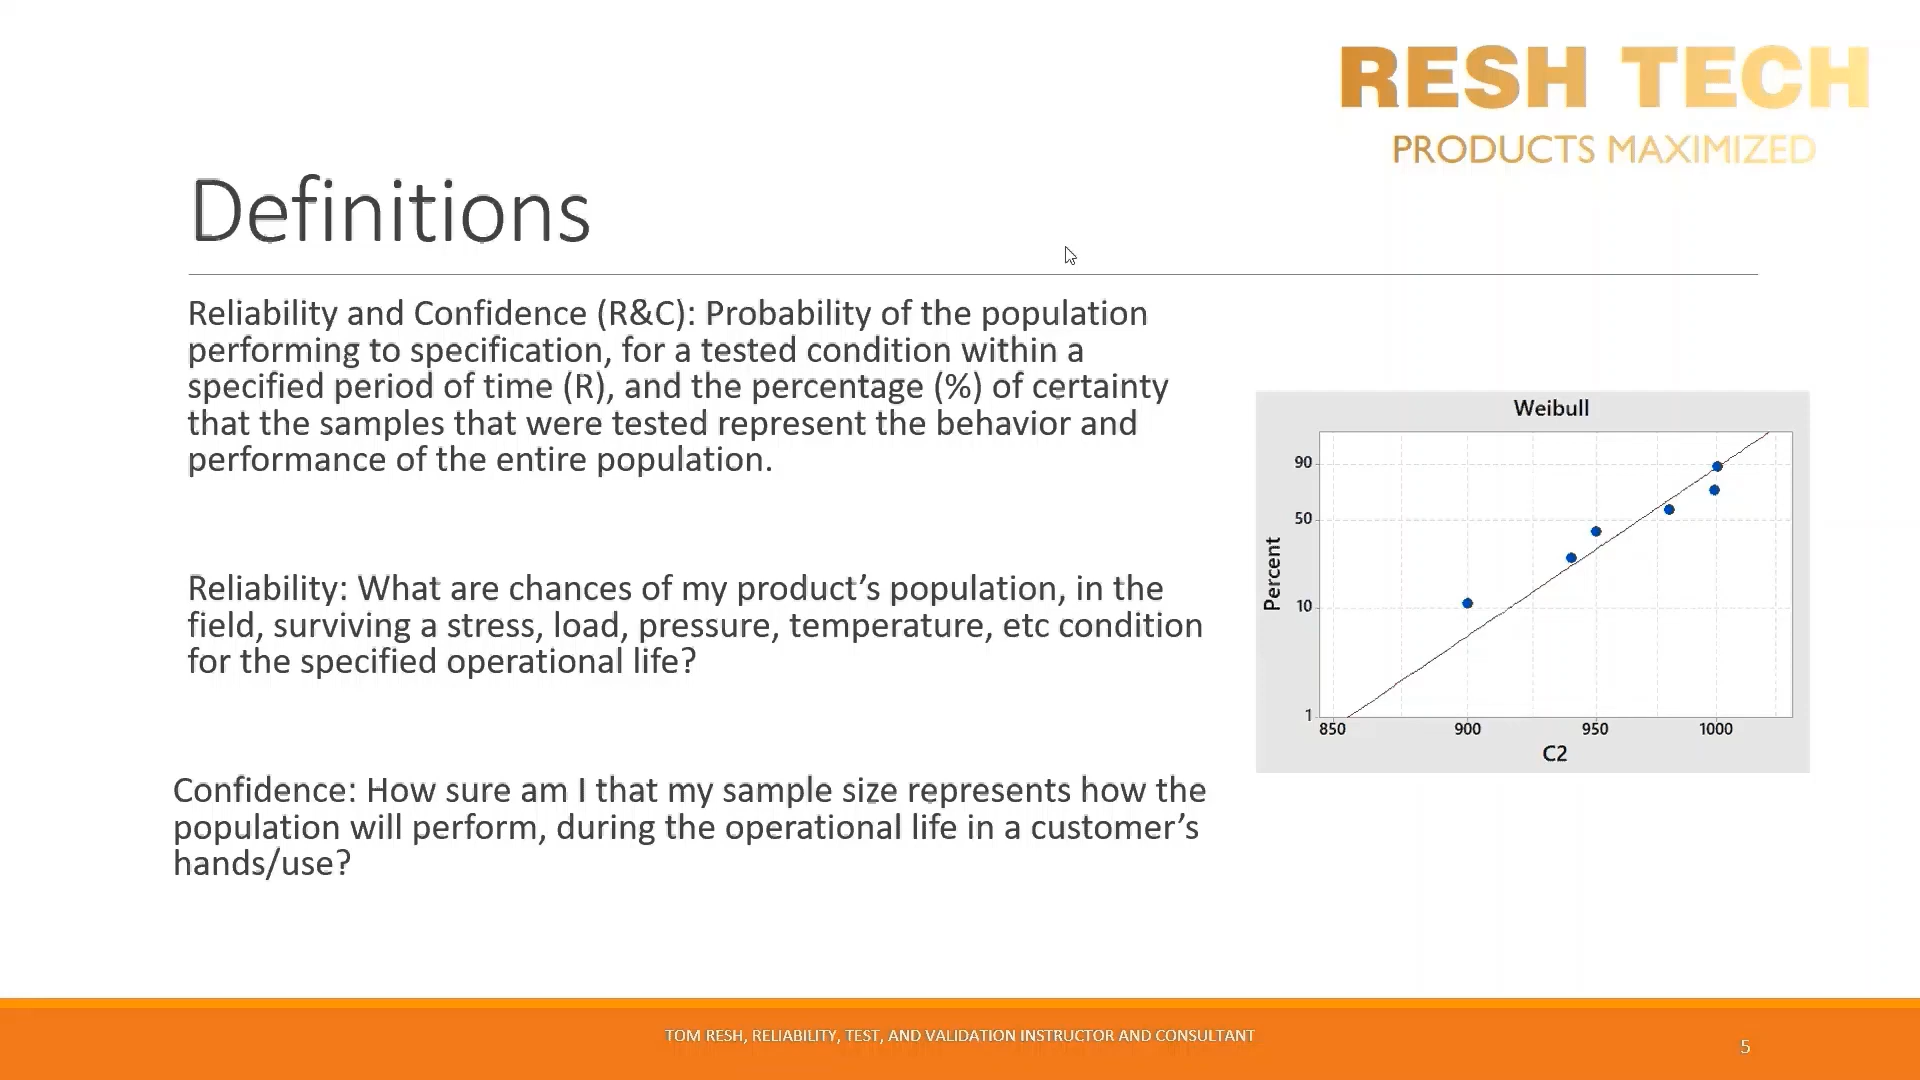 RESH TECH
PRODUCTS MAXIMIZED
Definitions
Reliability and Confidence (R&C): Probability of the population
performing to specification, for a tested condition within a
specified period of time (R), and the percentage (%) of certainty
that the samples that were tested represent the behavior and
performance of the entire population.
Reliability: What are chances of my product’s population, in the
field, surviving a stress, load, pressure, temperature, etc condition
for the specified operational life?
Confidence: How sure am I that my sample size represents how the
population will perform, during the operational life in a customer’s
hands/use?
Weibull
90
50
10
1
Percent
850 900 950 1000
C2
TOM RESH, RELIABILITY, TEST, AND VALIDATION INSTRUCTOR AND CONSULTANT
5